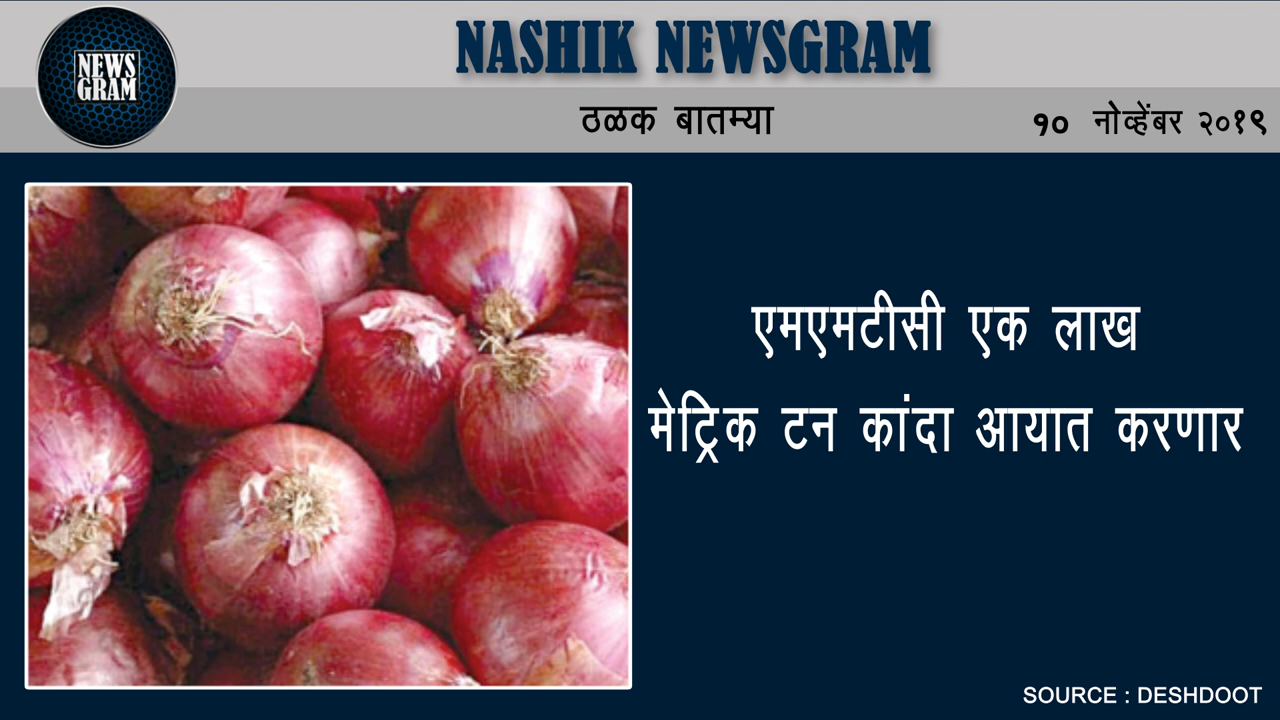 NEWS
GRAM
NASHIK NEWSGRAM
ठळक बातम्या
१० नोव्हेंबर २०१९
एमएमटीसी एक लाख
मेट्रिक टन कांदा आयात करणार
SOURCE : DESHDOOT